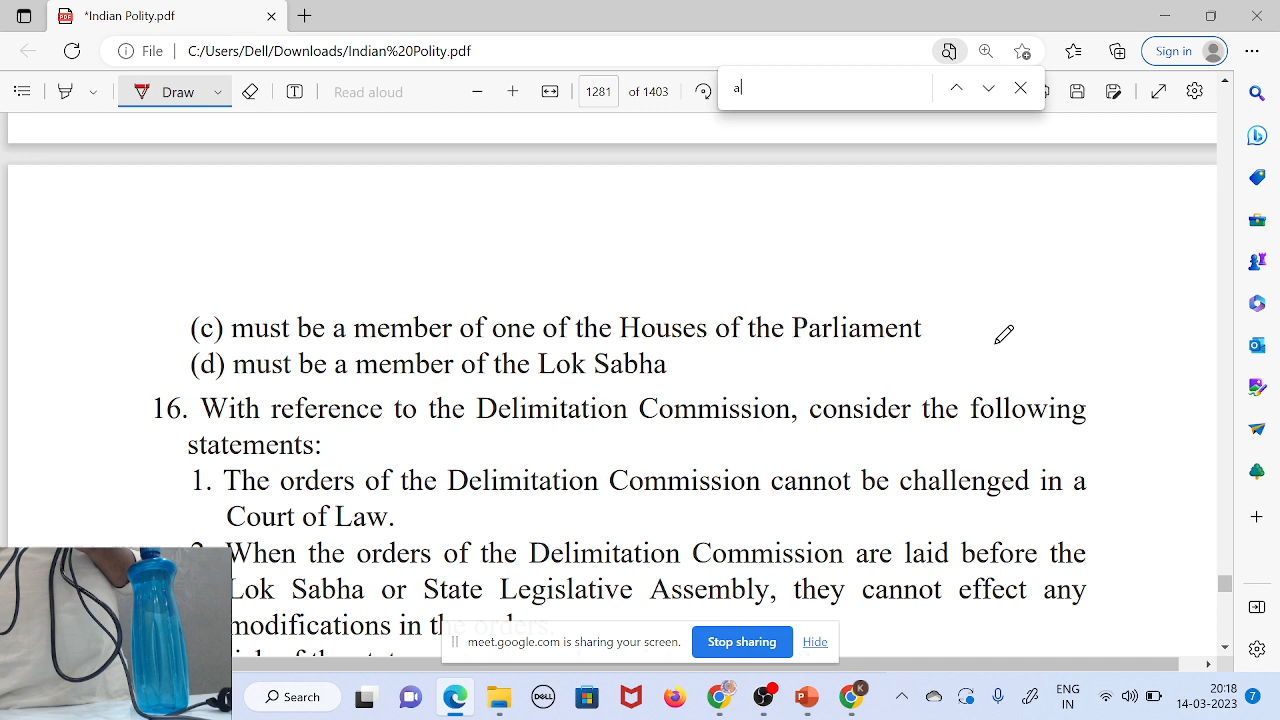 *Indian Polity.pdf
File
C:/Users/Dell/Downloads/Indian%20Polity.pdf
Sign in
Draw
Read aloud
1281 of 1403
a
(c) must be a member of one of the Houses of the Parliament
(d) must be a member of the Lok Sabha
16. With reference to the Delimitation Commission, consider the following
statements:
1. The orders of the Delimitation Commission cannot be challenged in a
Court of Law.
2. When the orders of the Delimitation Commission are laid before the
Lok Sabha or State Legislative Assembly, they cannot effect any
modifications in the orders.
meet.google.com is sharing your screen.
Stop sharing
Hide
Search
DELL
K
ENG
IN
20:18
14-03-2023
7